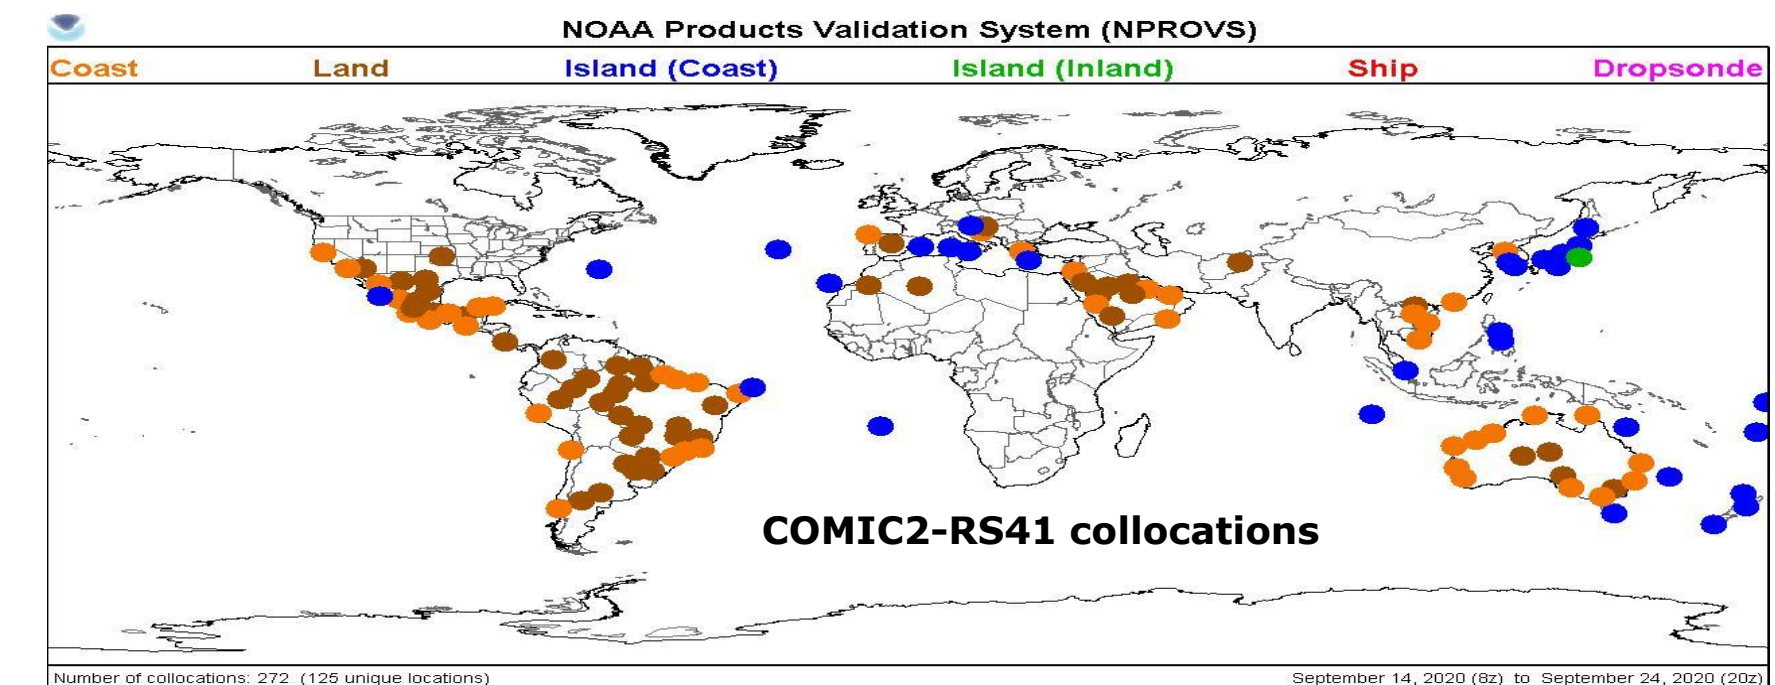 NOAA Products Validation System (NPROVS)
Coast Land Island (Coast) Island (Inland) Ship Dropsonde
COMIC2-RS41 collocations
Number of collocations: 272 (125 unique locations) September 14, 2020 (8z) to September 24, 2020 (20z)